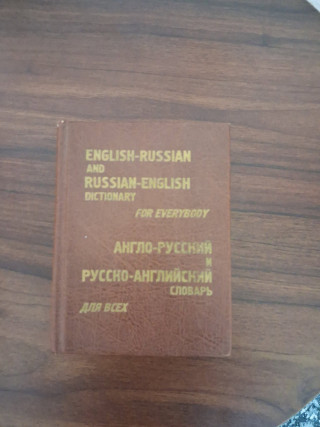 ENGLISH-RUSSIAN
AND
RUSSIAN-ENGLISH
DICTIONARY
FOR EVERYBODY
АНГЛО-РУССКИЙ
И
РУССКО-АНГЛИЙСКИЙ
СЛОВАРЬ
ДЛЯ ВСЕХ